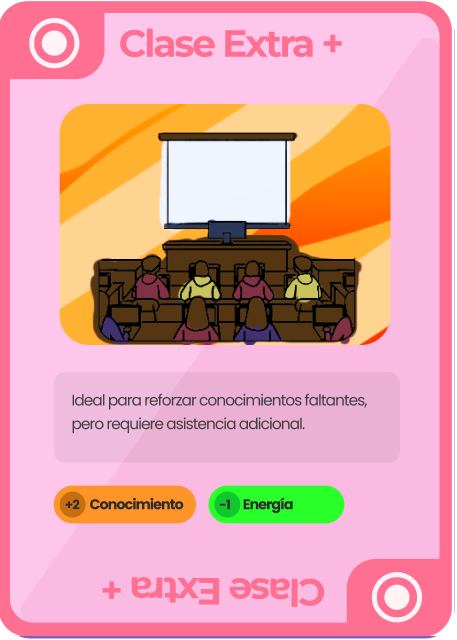 Clase Extra +
Ideal para reforzar conocimientos faltantes,
pero requiere asistencia adicional.
+2 Conocimiento
-1 Energía
Clase Extra +